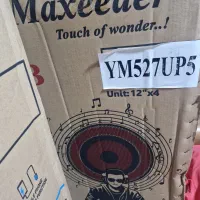 Maxeeder
Touch of wonder..!
YM527UP5
Unit: 12"x4